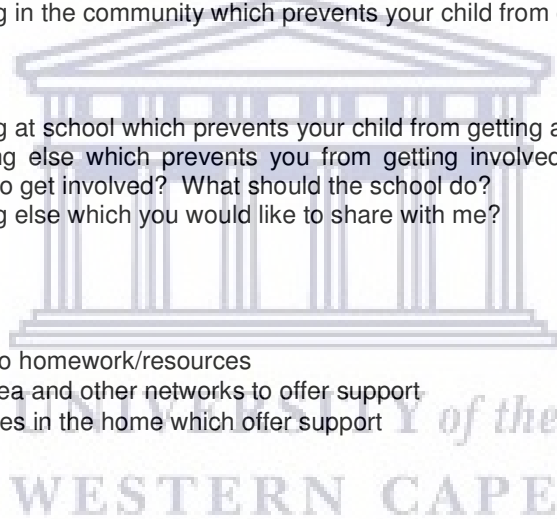 g in the community which prevents your child from
g at school which prevents your child from getting a
ng else which prevents you from getting involved
o get involved? What should the school do?
g else which you would like to share with me?
o homework/resources
ea and other networks to offer support
es in the home which offer support
UNIVERSITY of the
WESTERN CAPE